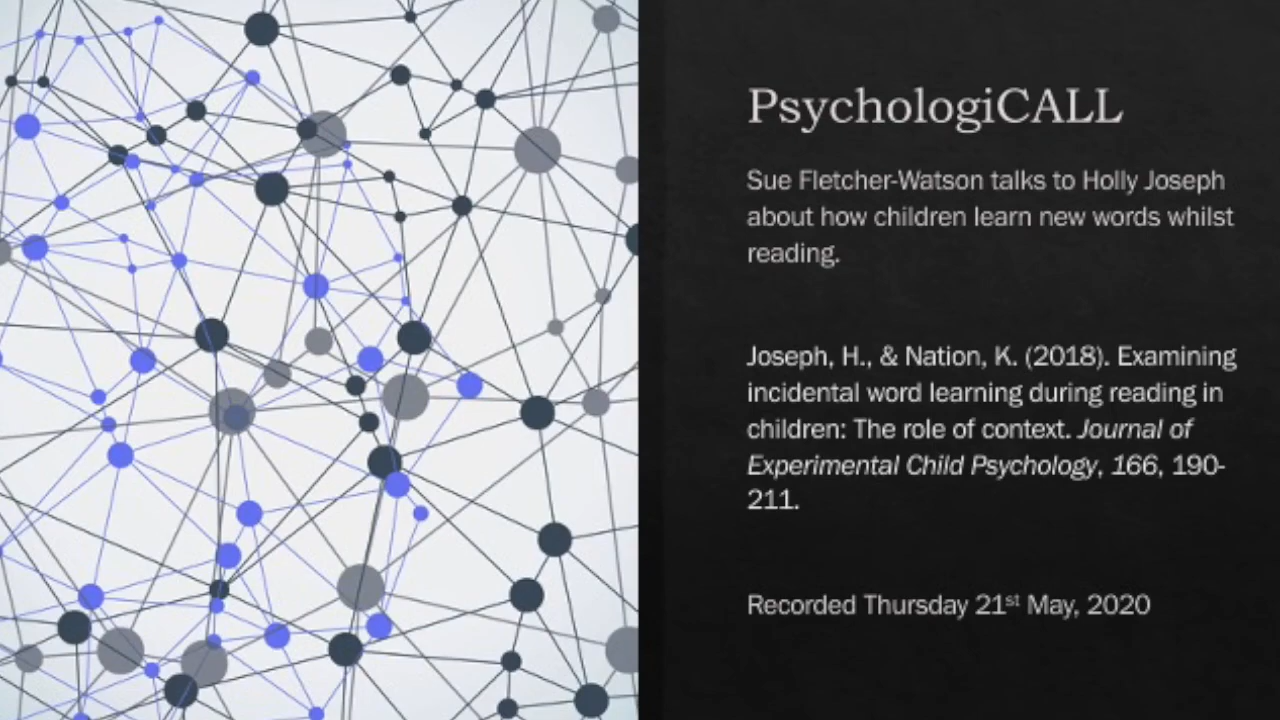 PsychologiCALL
Sue Fletcher-Watson talks to Holly Joseph
about how children learn new words whilst
reading.
Joseph, H., & Nation, K. (2018). Examining
incidental word learning during reading in
children: The role of context. Journal of
Experimental Child Psychology, 166, 190-
211.
Recorded Thursday 21st May, 2020